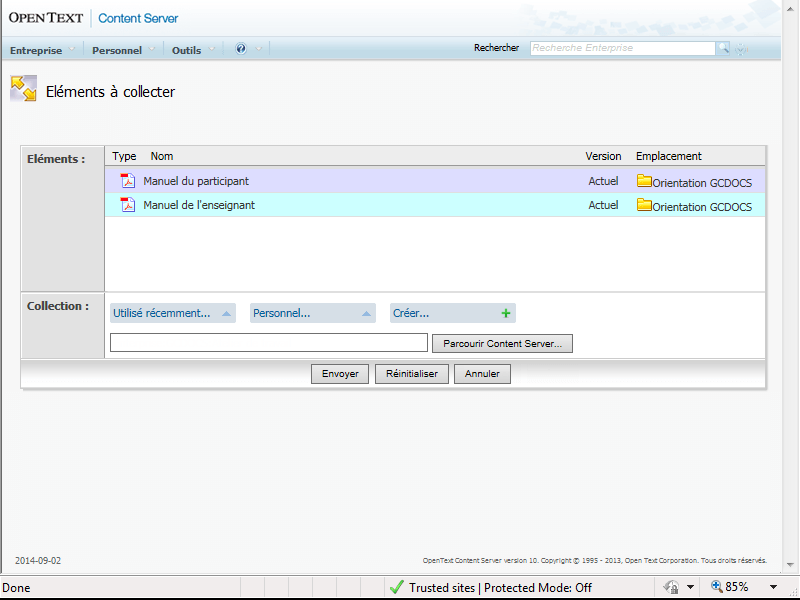 OPENTEXT Content Server
Entreprise Personnel Outils
Rechercher Recherche Enterprise
Eléments à collecter
Eléments : Type Nom Version Emplacement
Manuel du participant Actuel Orientation GCDOCS
Manuel de l'enseignant Actuel Orientation GCDOCS
Collection : Utilisé récemment... Personnel... Créer...
Parcourir Content Server...
Envoyer Réinitialiser Annuler
2014-09-02 OpenText Content Server version 10. Copyright © 1995 - 2013, Open Text Corporation. Tous droits réservés.
Done Trusted sites | Protected Mode: Off 85%